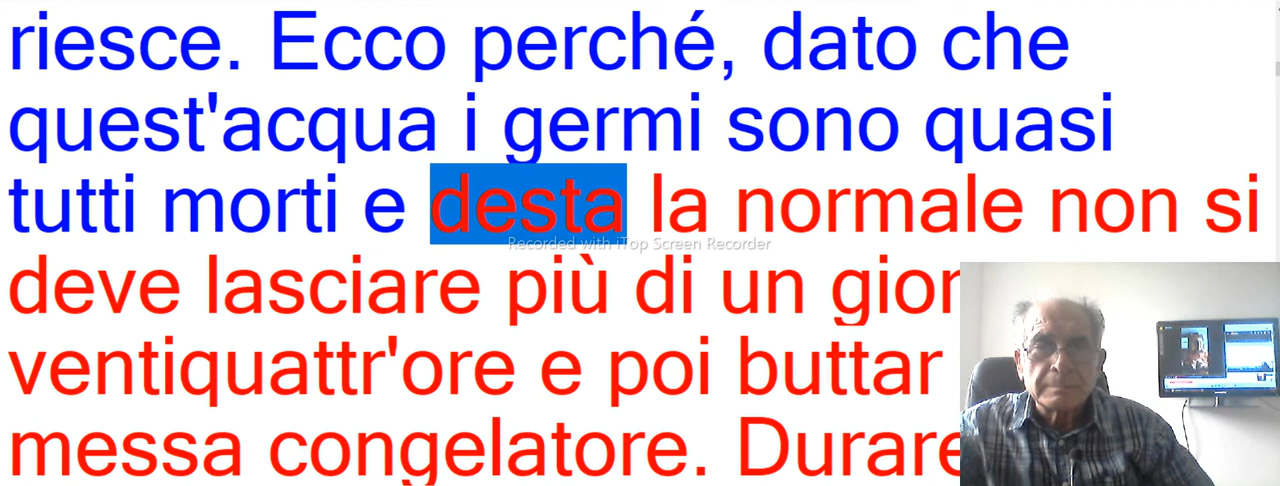 riesce. Ecco perché, dato che
quest'acqua i germi sono quasi
tutti morti e desta la normale non si
Recorded with iTop Screen Recorder
deve lasciare più di un gior
ventiquattr'ore e poi buttar
messa congelatore. Durare